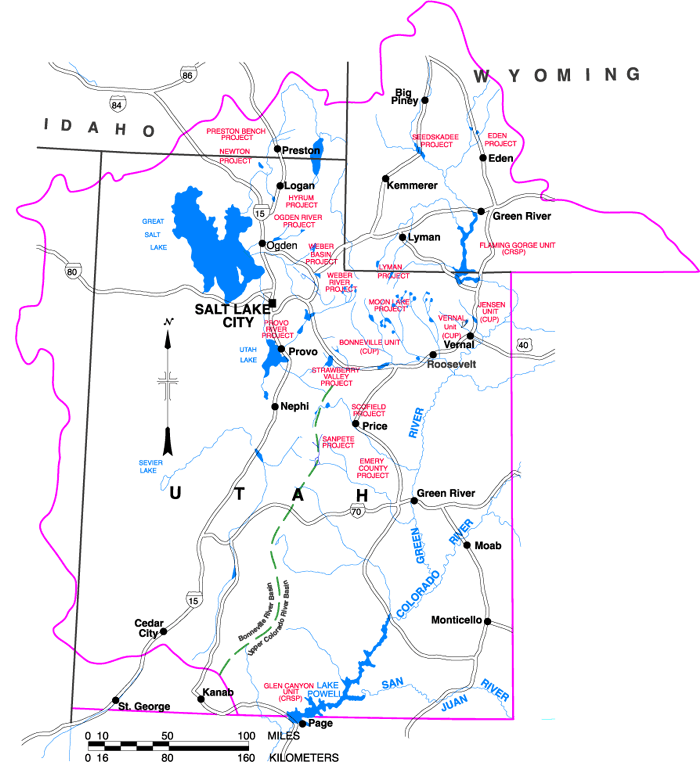 W Y O M I N G
86
84
Big
Piney
I D A H O
PRESTON BENCH
PROJECT
SEEDSKADEE
PROJECT
EDEN
PROJECT
NEWTON
PROJECT
Preston
Eden
Logan
Kemmerer
HYRUM
PROJECT
15
Green River
GREAT
SALT
LAKE
OGDEN RIVER
PROJECT
Ogden
Lyman
WEBER
BASIN
PROJECT
FLAMING GORGE UNIT
(CRSP)
80
LYMAN
PROJECT
WEBER
RIVER
PROJECT
SALT LAKE
CITY
MOON LAKE
PROJECT
JENSEN
UNIT
(CUP)
N
PROVO
RIVER
PROJECT
VERNAL
Unit
(CUP)
Vernal
BONNEVILLE UNIT
(CUP)
40
UTAH
LAKE
Provo
Roosevelt
STRAWBERRY
VALLEY
PROJECT
Nephi
SCOFIELD
PROJECT
Price
RIVER
SANPETE
PROJECT
SEVIER
LAKE
EMERY
COUNTY
PROJECT
U T A H
Green River
70
GREEN
RIVER
Moab
COLORADO
15
Bonneville River Basin
Upper Colorado River Basin
Cedar
City
Monticello
GLEN CANYON
UNIT
(CRSP)
LAKE
POWELL
SAN
JUAN
RIVER
Kanab
St. George
Page
0 10 50 100 MILES
0 16 80 160 KILOMETERS